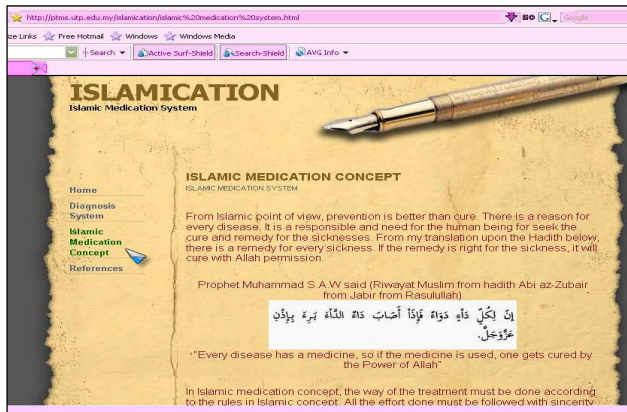 http://ptms.utp.edu.my/islamication/islamic%20medication%20system.html
Google
ize Links Free Hotmail Windows Windows Media
Search Active Surf-Shield Search-Shield AVG Info
ISLAMICATION
Islamic Medication System
Home
Diagnosis
System
Islamic
Medication
Concept
References
ISLAMIC MEDICATION CONCEPT
ISLAMIC MEDICATION SYSTEM
From Islamic point of view, prevention is better than cure. There is a reason for
every disease. It is a responsible and need for the human being for seek the
cure and remedy for the sicknesses. From my translation upon the Hadith below,
there is a remedy for every sickness. If the remedy is right for the sickness, it will
cure with Allah permission.
Prophet Muhammad S.A.W said (Riwayat Muslim from hadith Abi az-Zubair
from Jabir from Rasulullah)
إِنَّ لِكُلِّ دَاءٍ دَوَاءً فَإِذَا أَصَابَ دَاءً الدَّاءَ بَرِءَ بِإِذْنِ
عَزَّوَجَلَّ.
"Every disease has a medicine, so if the medicine is used, one gets cured by
the Power of Allah"
In Islamic medication concept, the way of the treatment must be done according
to the rules in Islamic concept. All the effort done must be followed with sincerity